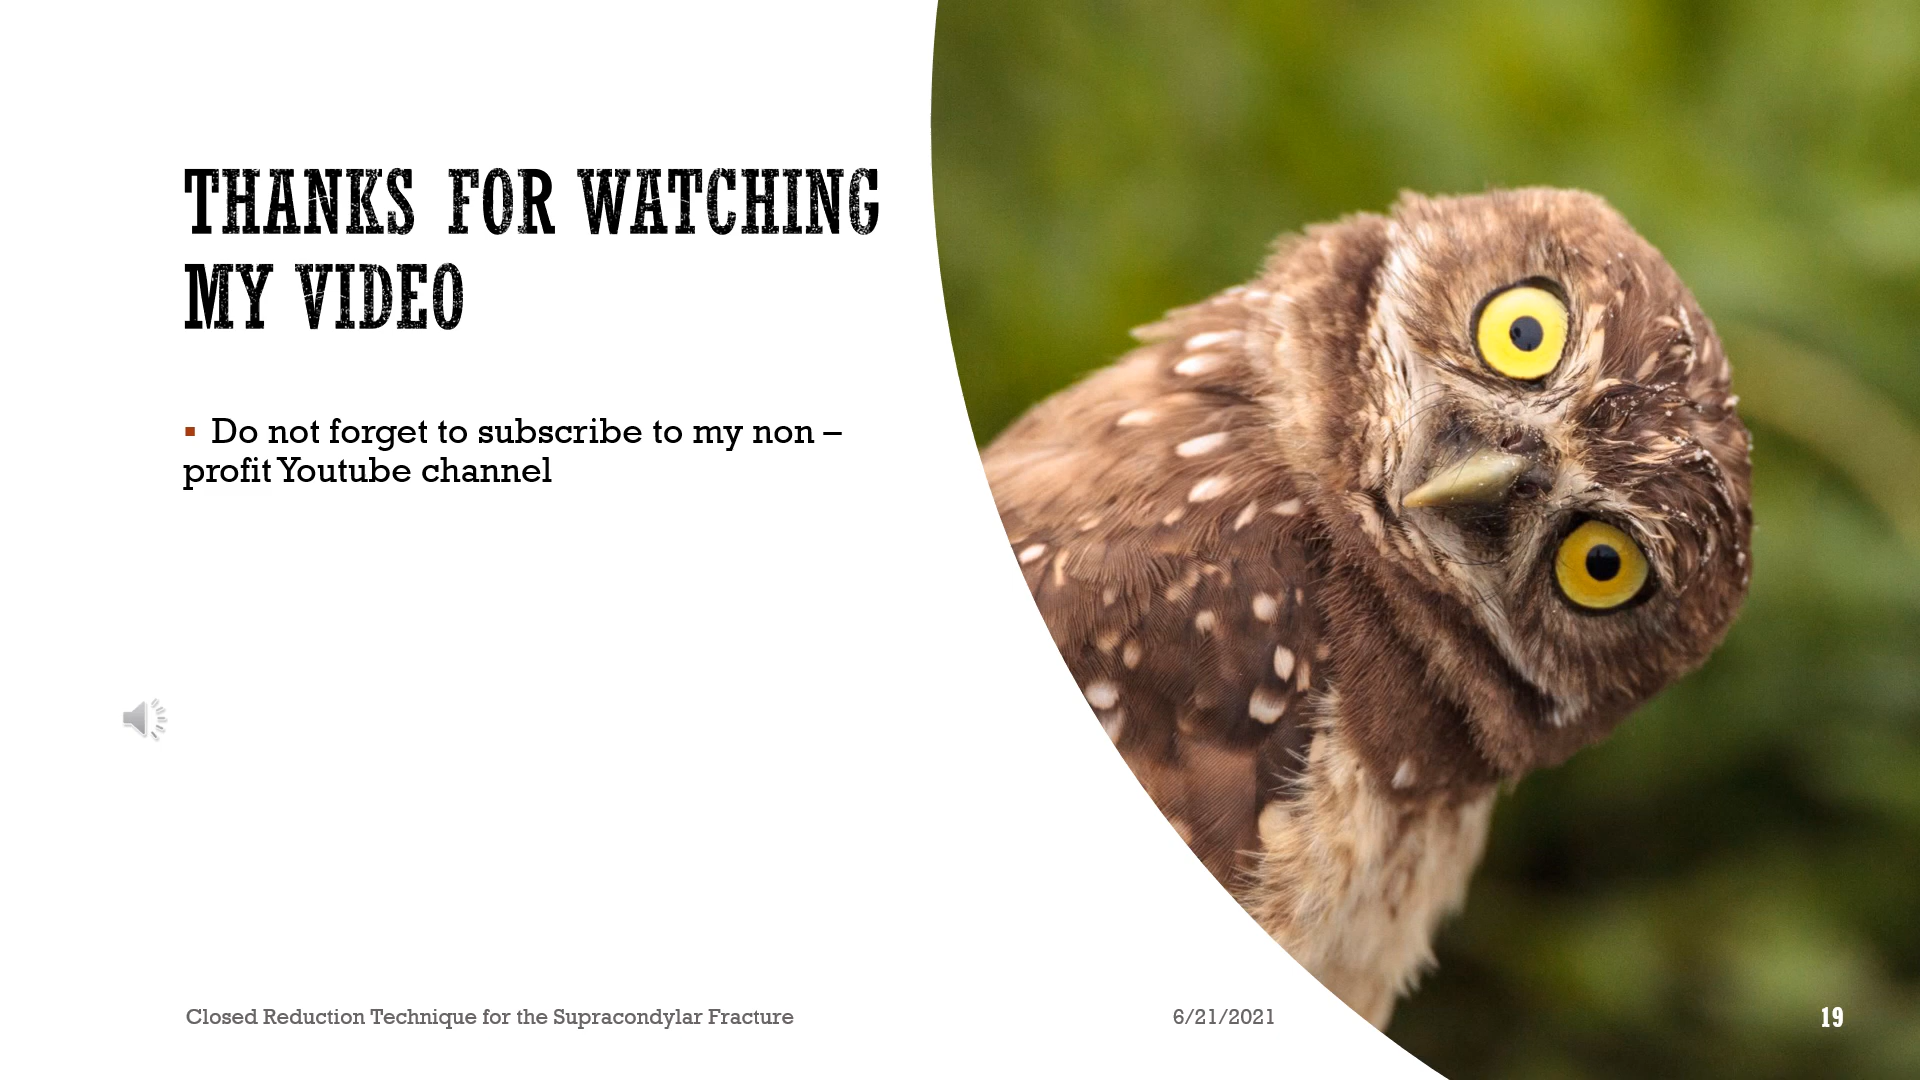 THANKS FOR WATCHING
MY VIDEO
▪ Do not forget to subscribe to my non –
profit Youtube channel
Closed Reduction Technique for the Supracondylar Fracture
6/21/2021
19